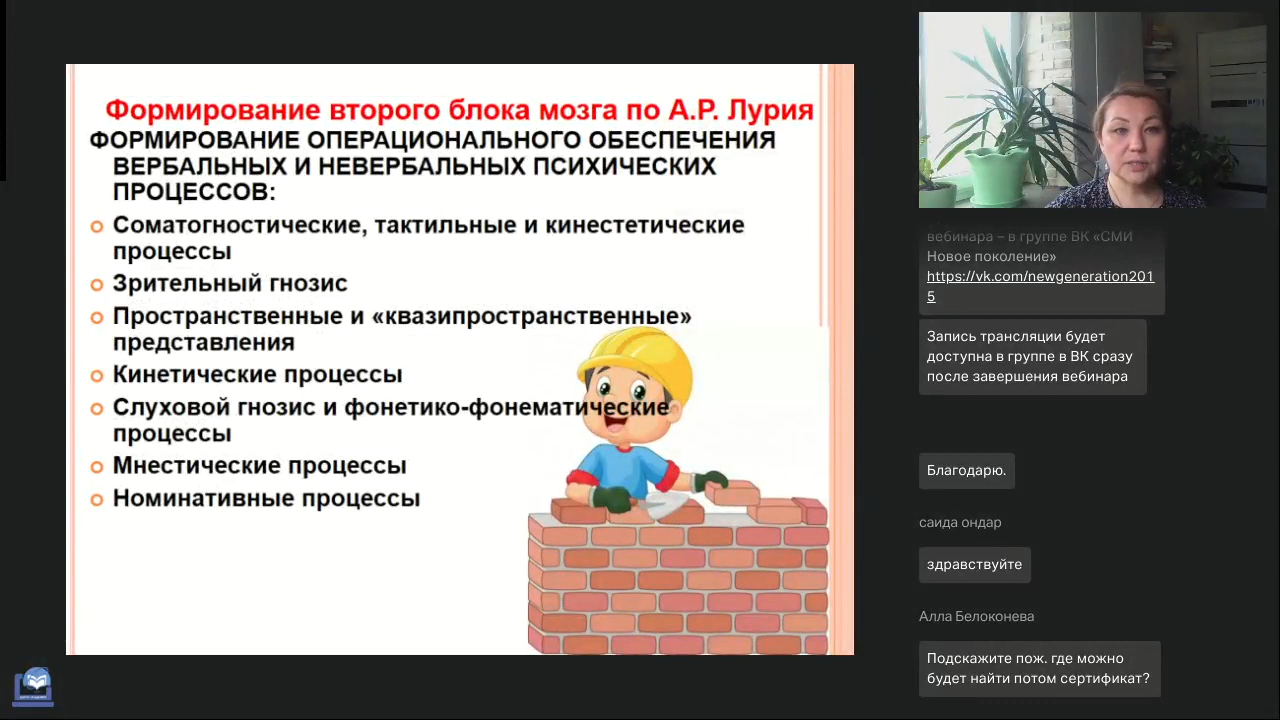 Формирование второго блока мозга по А.Р. Лурия
ФОРМИРОВАНИЕ ОПЕРАЦИОНАЛЬНОГО ОБЕСПЕЧЕНИЯ
ВЕРБАЛЬНЫХ И НЕВЕРБАЛЬНЫХ ПСИХИЧЕСКИХ
ПРОЦЕССОВ:
Соматогностические, тактильные и кинестетические
процессы
Зрительный гнозис
Пространственные и «квазипространственные»
представления
Кинетические процессы
Слуховой гнозис и фонетико-фонематические
процессы
Мнестические процессы
Номинативные процессы
вебинара – в группе ВК «СМИ
Новое поколение»
https://vk.com/newgeneration201
5
Запись трансляции будет
доступна в группе в ВК сразу
после завершения вебинара
Благодарю.
саида ондар
здравствуйте
Алла Белоконева
Подскажите пож. где можно
будет найти потом сертификат?